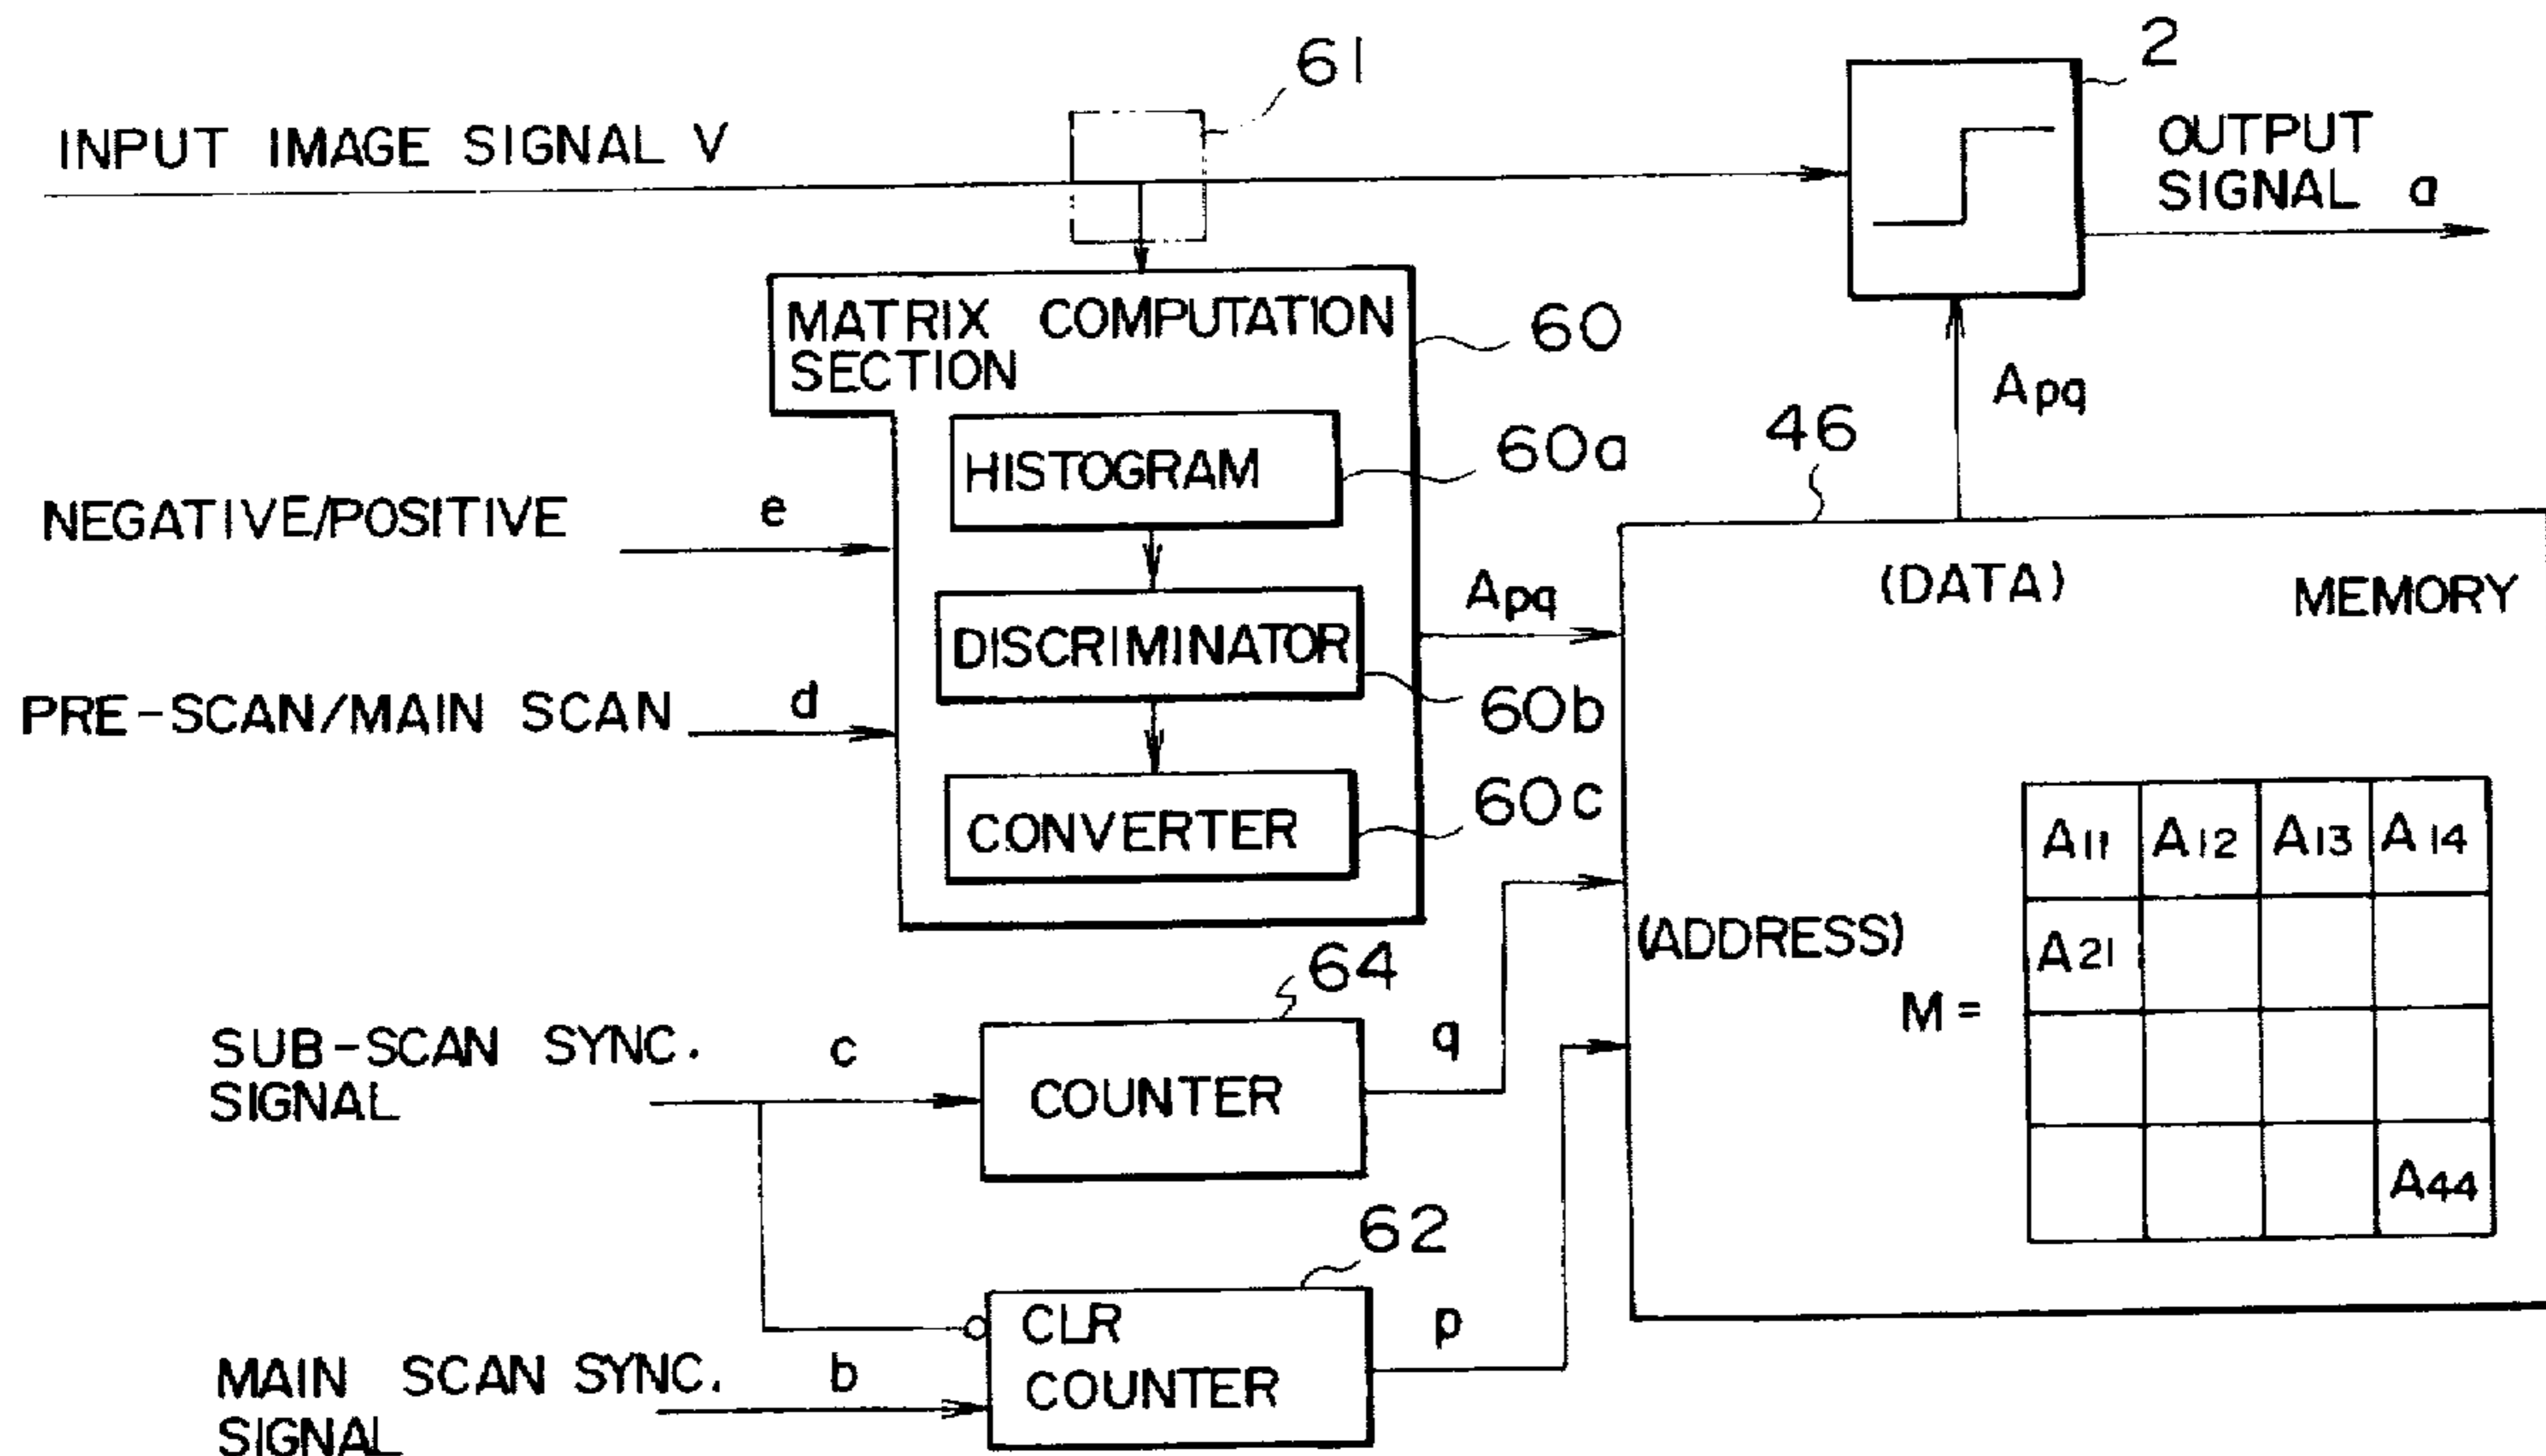 61
2
INPUT IMAGE SIGNAL V
OUTPUT
SIGNAL a
MATRIX COMPUTATION
SECTION
60
Apq
46
HISTOGRAM
60a
NEGATIVE/POSITIVE
e
(DATA)
MEMORY
Apq
DISCRIMINATOR
60b
PRE-SCAN/MAIN SCAN
d
CONVERTER
60c
A11 A12 A13 A14
(ADDRESS)
A21
M =
64
SUB-SCAN SYNC.
SIGNAL
c
COUNTER
q
A44
62
CLR
COUNTER
p
MAIN SCAN SYNC.
SIGNAL
b